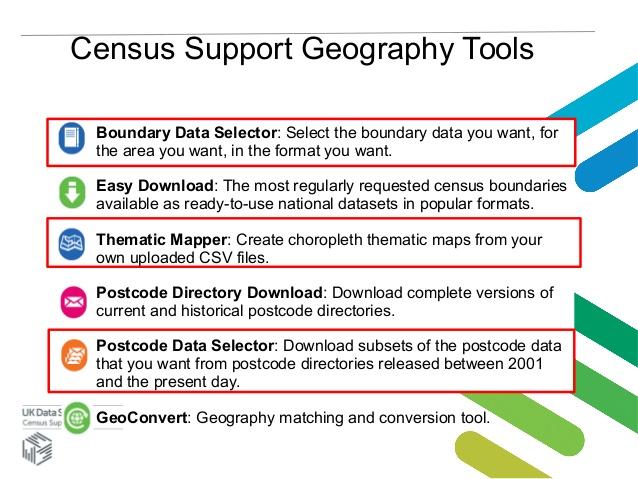 Census Support Geography Tools
Boundary Data Selector: Select the boundary data you want, for
the area you want, in the format you want.
Easy Download: The most regularly requested census boundaries
available as ready-to-use national datasets in popular formats.
Thematic Mapper: Create choropleth thematic maps from your
own uploaded CSV files.
Postcode Directory Download: Download complete versions of
current and historical postcode directories.
Postcode Data Selector: Download subsets of the postcode data
that you want from postcode directories released between 2001
and the present day.
GeoConvert: Geography matching and conversion tool.
UK Data S
Census Sup